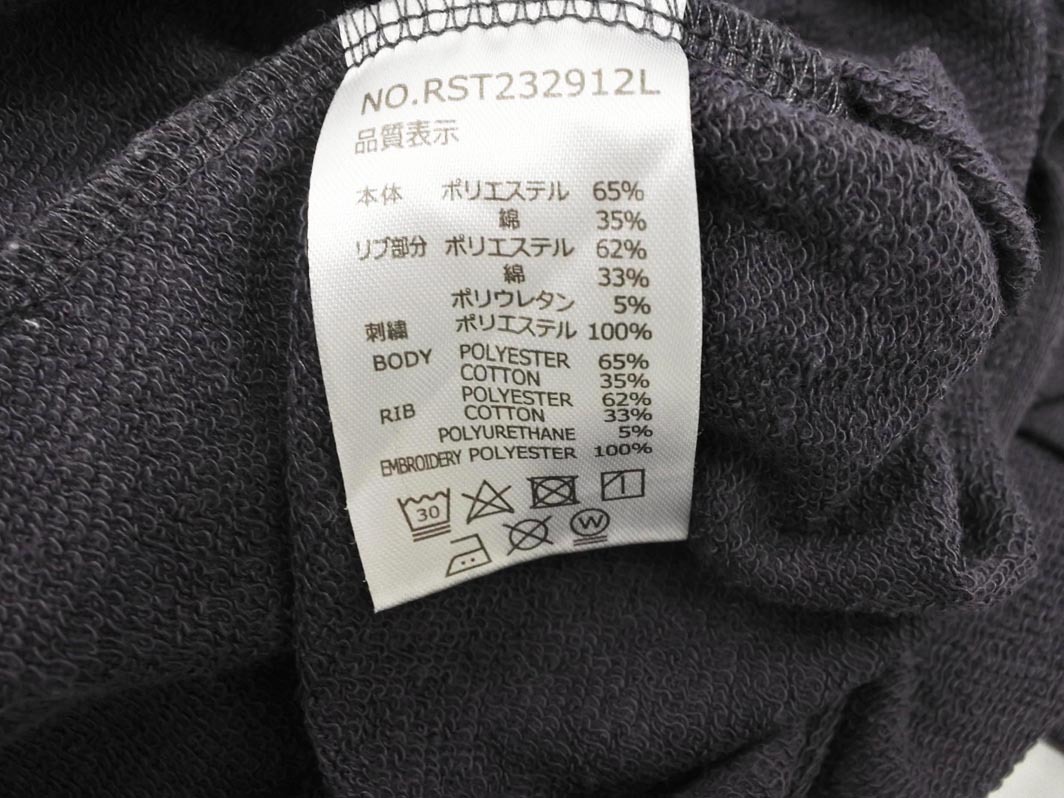 NO.RST232912L
品質表示
本体 ポリエステル 65%
綿 35%
リブ部分 ポリエステル 62%
綿 33%
ポリウレタン 5%
刺繍 ポリエステル 100%
BODY POLYESTER 65%
COTTON 35%
RIB POLYESTER 62%
COTTON 33%
POLYURETHANE 5%
EMBROIDERY POLYESTER 100%
30
W